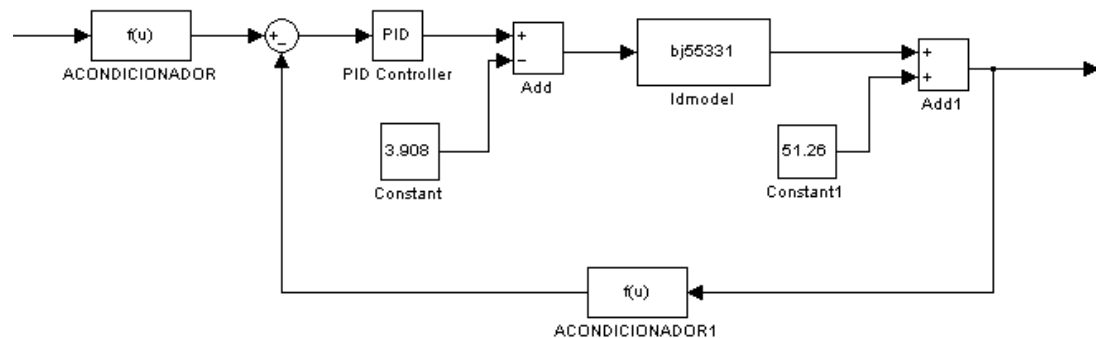 f(u)
ACONDICIONADOR
+
−
PID
PID Controller
+
−
Add
3.908
Constant
bj55331
Idmodel
51.26
Constant1
+
+
Add1
f(u)
ACONDICIONADOR1